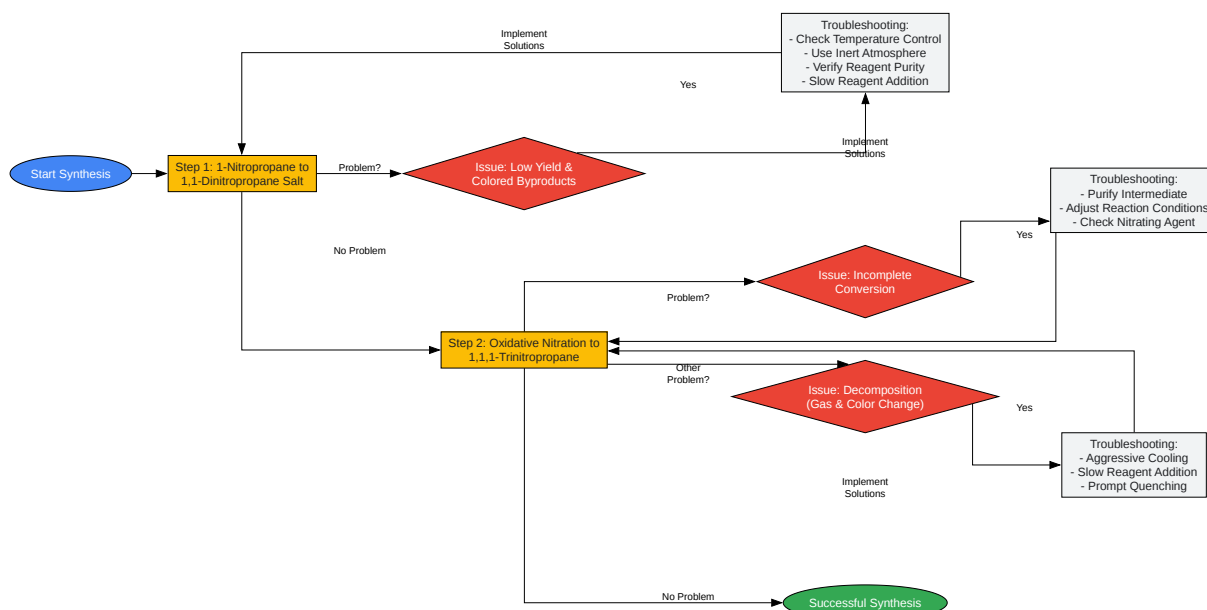 Troubleshooting:
- Check Temperature Control
- Use Inert Atmosphere
- Verify Reagent Purity
- Slow Reagent Addition
Implement
Solutions
Yes
Implement
Solutions
Start Synthesis
Step 1: 1-Nitropropane to
1,1-Dinitropropane Salt
Problem?
Issue: Low Yield &
Colored Byproducts
Troubleshooting:
- Purify Intermediate
- Adjust Reaction Conditions
- Check Nitrating Agent
Yes
No Problem
Issue: Incomplete
Conversion
Problem?
Step 2: Oxidative Nitration to
1,1,1-Trinitropropane
Other
Problem?
Issue: Decomposition
(Gas & Color Change)
Yes
Troubleshooting:
- Aggressive Cooling
- Slow Reagent Addition
- Prompt Quenching
Implement
Solutions
No Problem
Successful Synthesis